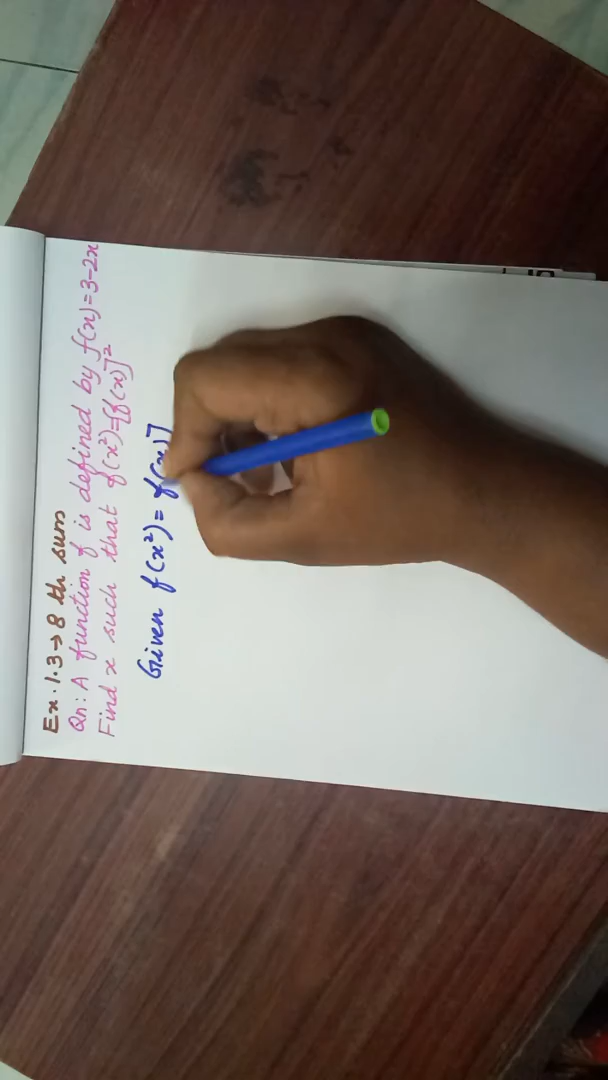 Ex. 1.3 → 8 th sum
Qn: A function f is defined by f(x)=3-2x
Find x such that f(x²)=[f(x)]²
Given f(x²) = f(x)]